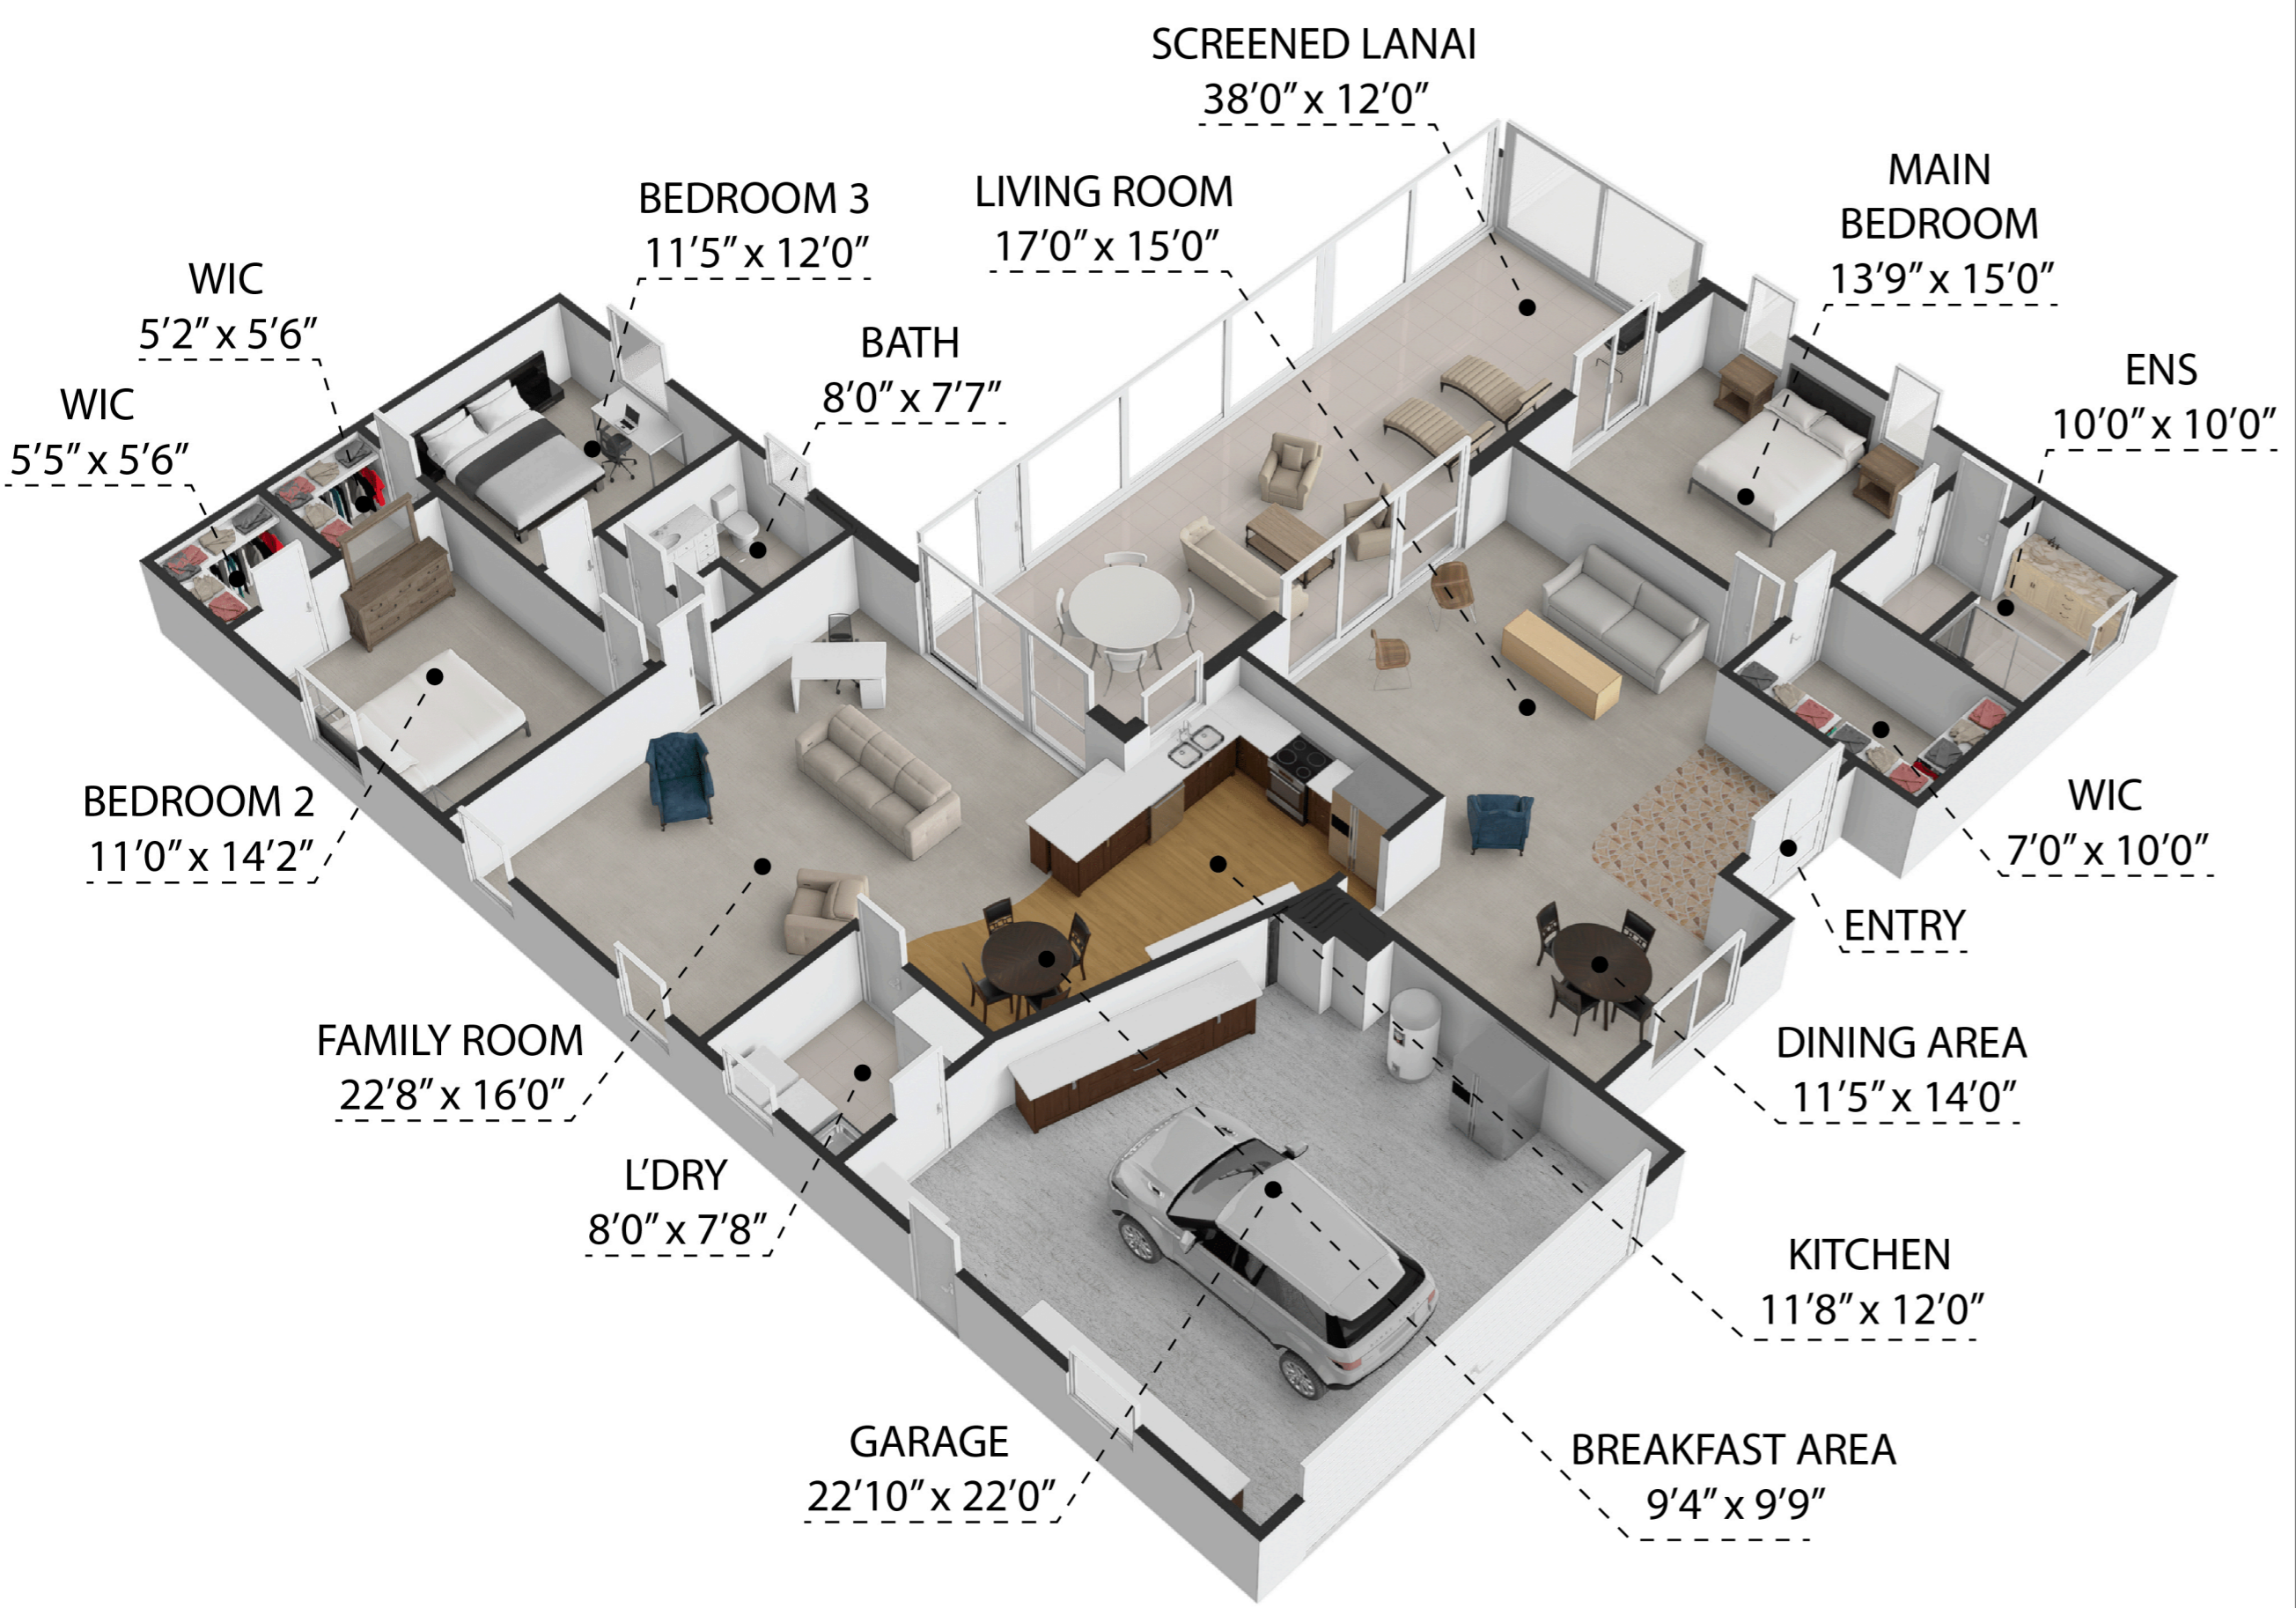 SCREENED LANAI
38’0” x 12’0”
MAIN
BEDROOM
13’9” x 15’0”
LIVING ROOM
17’0” x 15’0”
BEDROOM 3
11’5” x 12’0”
WIC
5’2” x 5’6”
BATH
8’0” x 7’7”
ENS
10’0” x 10’0”
WIC
5’5” x 5’6”
BEDROOM 2
11’0” x 14’2”
WIC
7’0” x 10’0”
ENTRY
FAMILY ROOM
22’8” x 16’0”
DINING AREA
11’5” x 14’0”
L’DRY
8’0” x 7’8”
KITCHEN
11’8” x 12’0”
GARAGE
22’10” x 22’0”
BREAKFAST AREA
9’4” x 9’9”